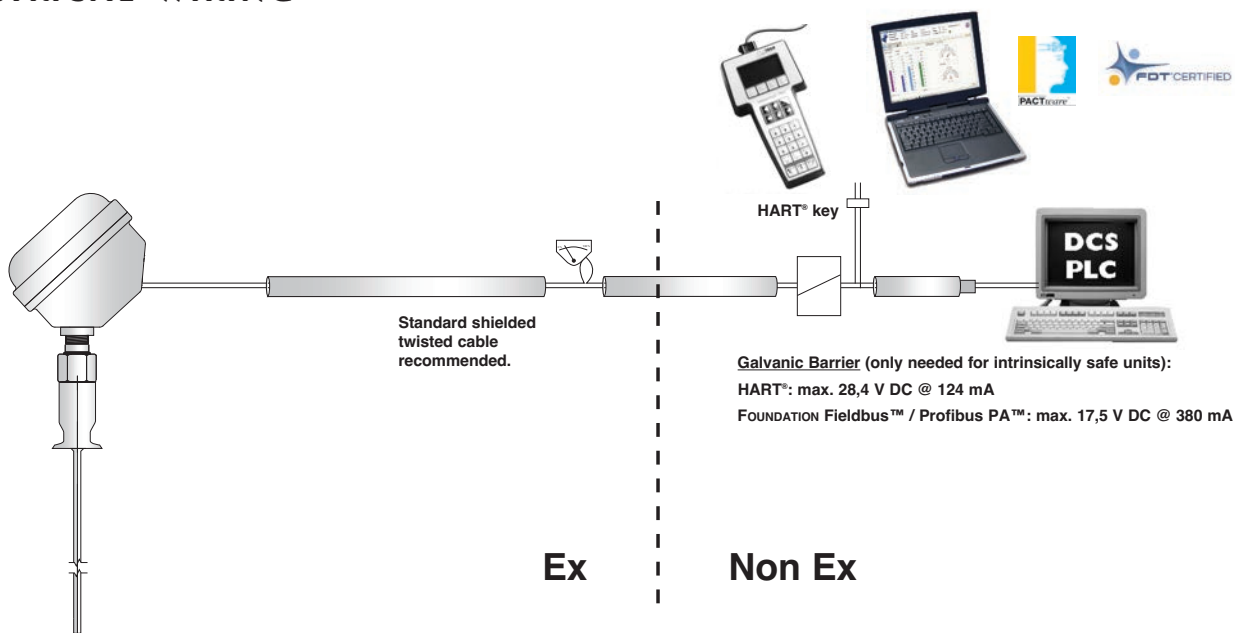 PACTware
FDT CERTIFIED
HART® key
DCS
PLC
Standard shielded
twisted cable
recommended.
Galvanic Barrier (only needed for intrinsically safe units):
HART®: max. 28,4 V DC @ 124 mA
FOUNDATION Fieldbus™ / Profibus PA™: max. 17,5 V DC @ 380 mA
Ex
Non Ex